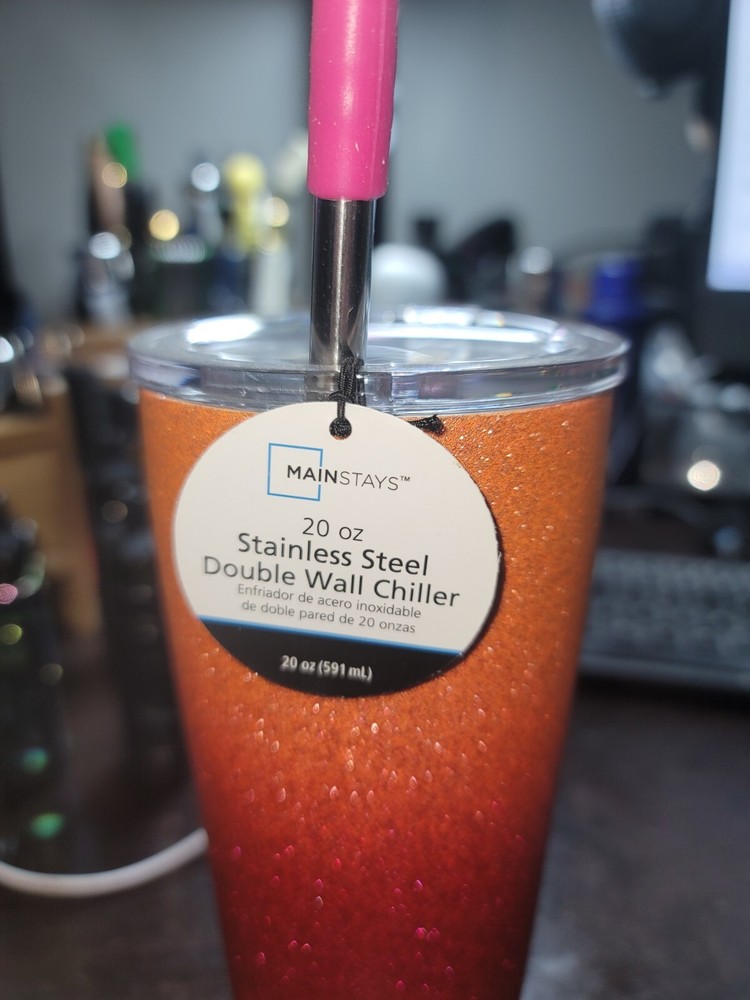 MAINSTAYS™
20 oz
Stainless Steel
Double Wall Chiller
Enfriador de acero inoxidable
de doble pared de 20 onzas
20 oz (591 mL)